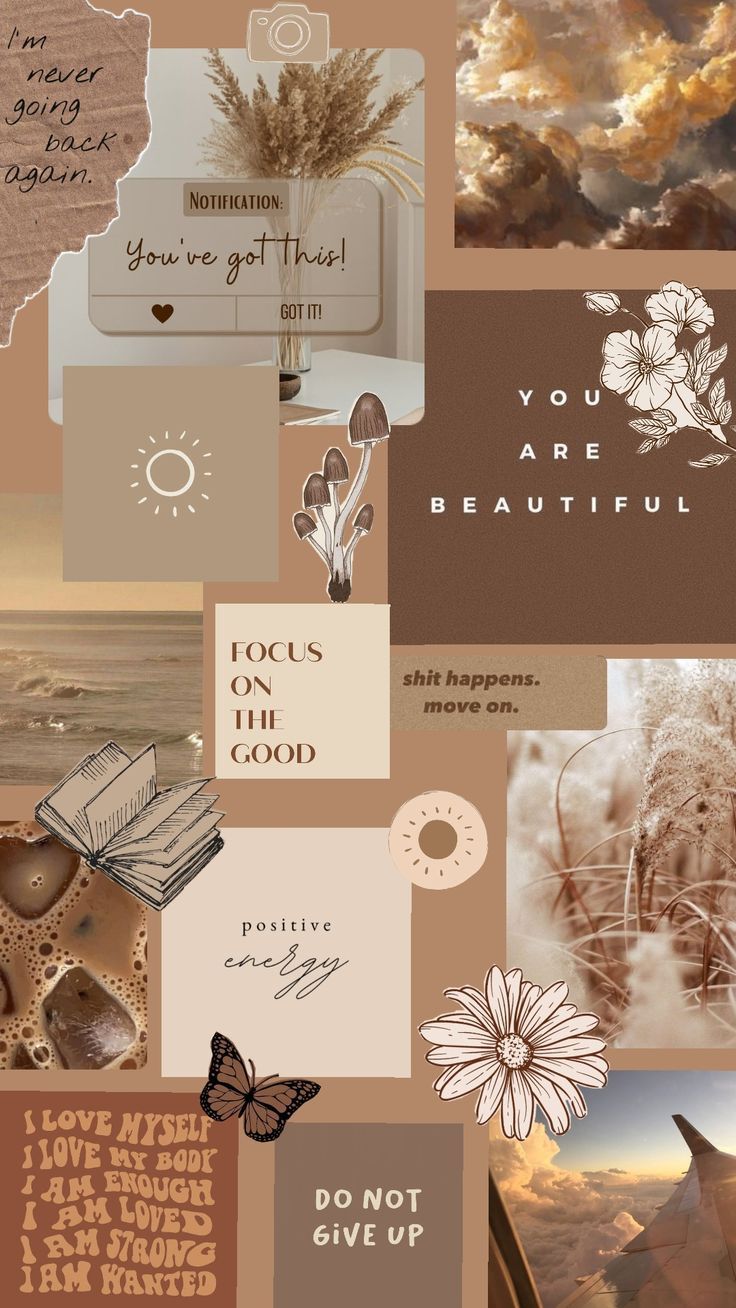 I'm
never
going
back
again.
NOTIFICATION:
You've got this!
GOT IT!
YOU
ARE
BEAUTIFUL
FOCUS
ON
THE
GOOD
shit happens.
move on.
positive
energy
I LOVE MYSELF
I LOVE MY BODY
I AM ENOUGH
I AM LOVED
I AM STRONG
I AM WANTED
DO NOT
GiVE UP